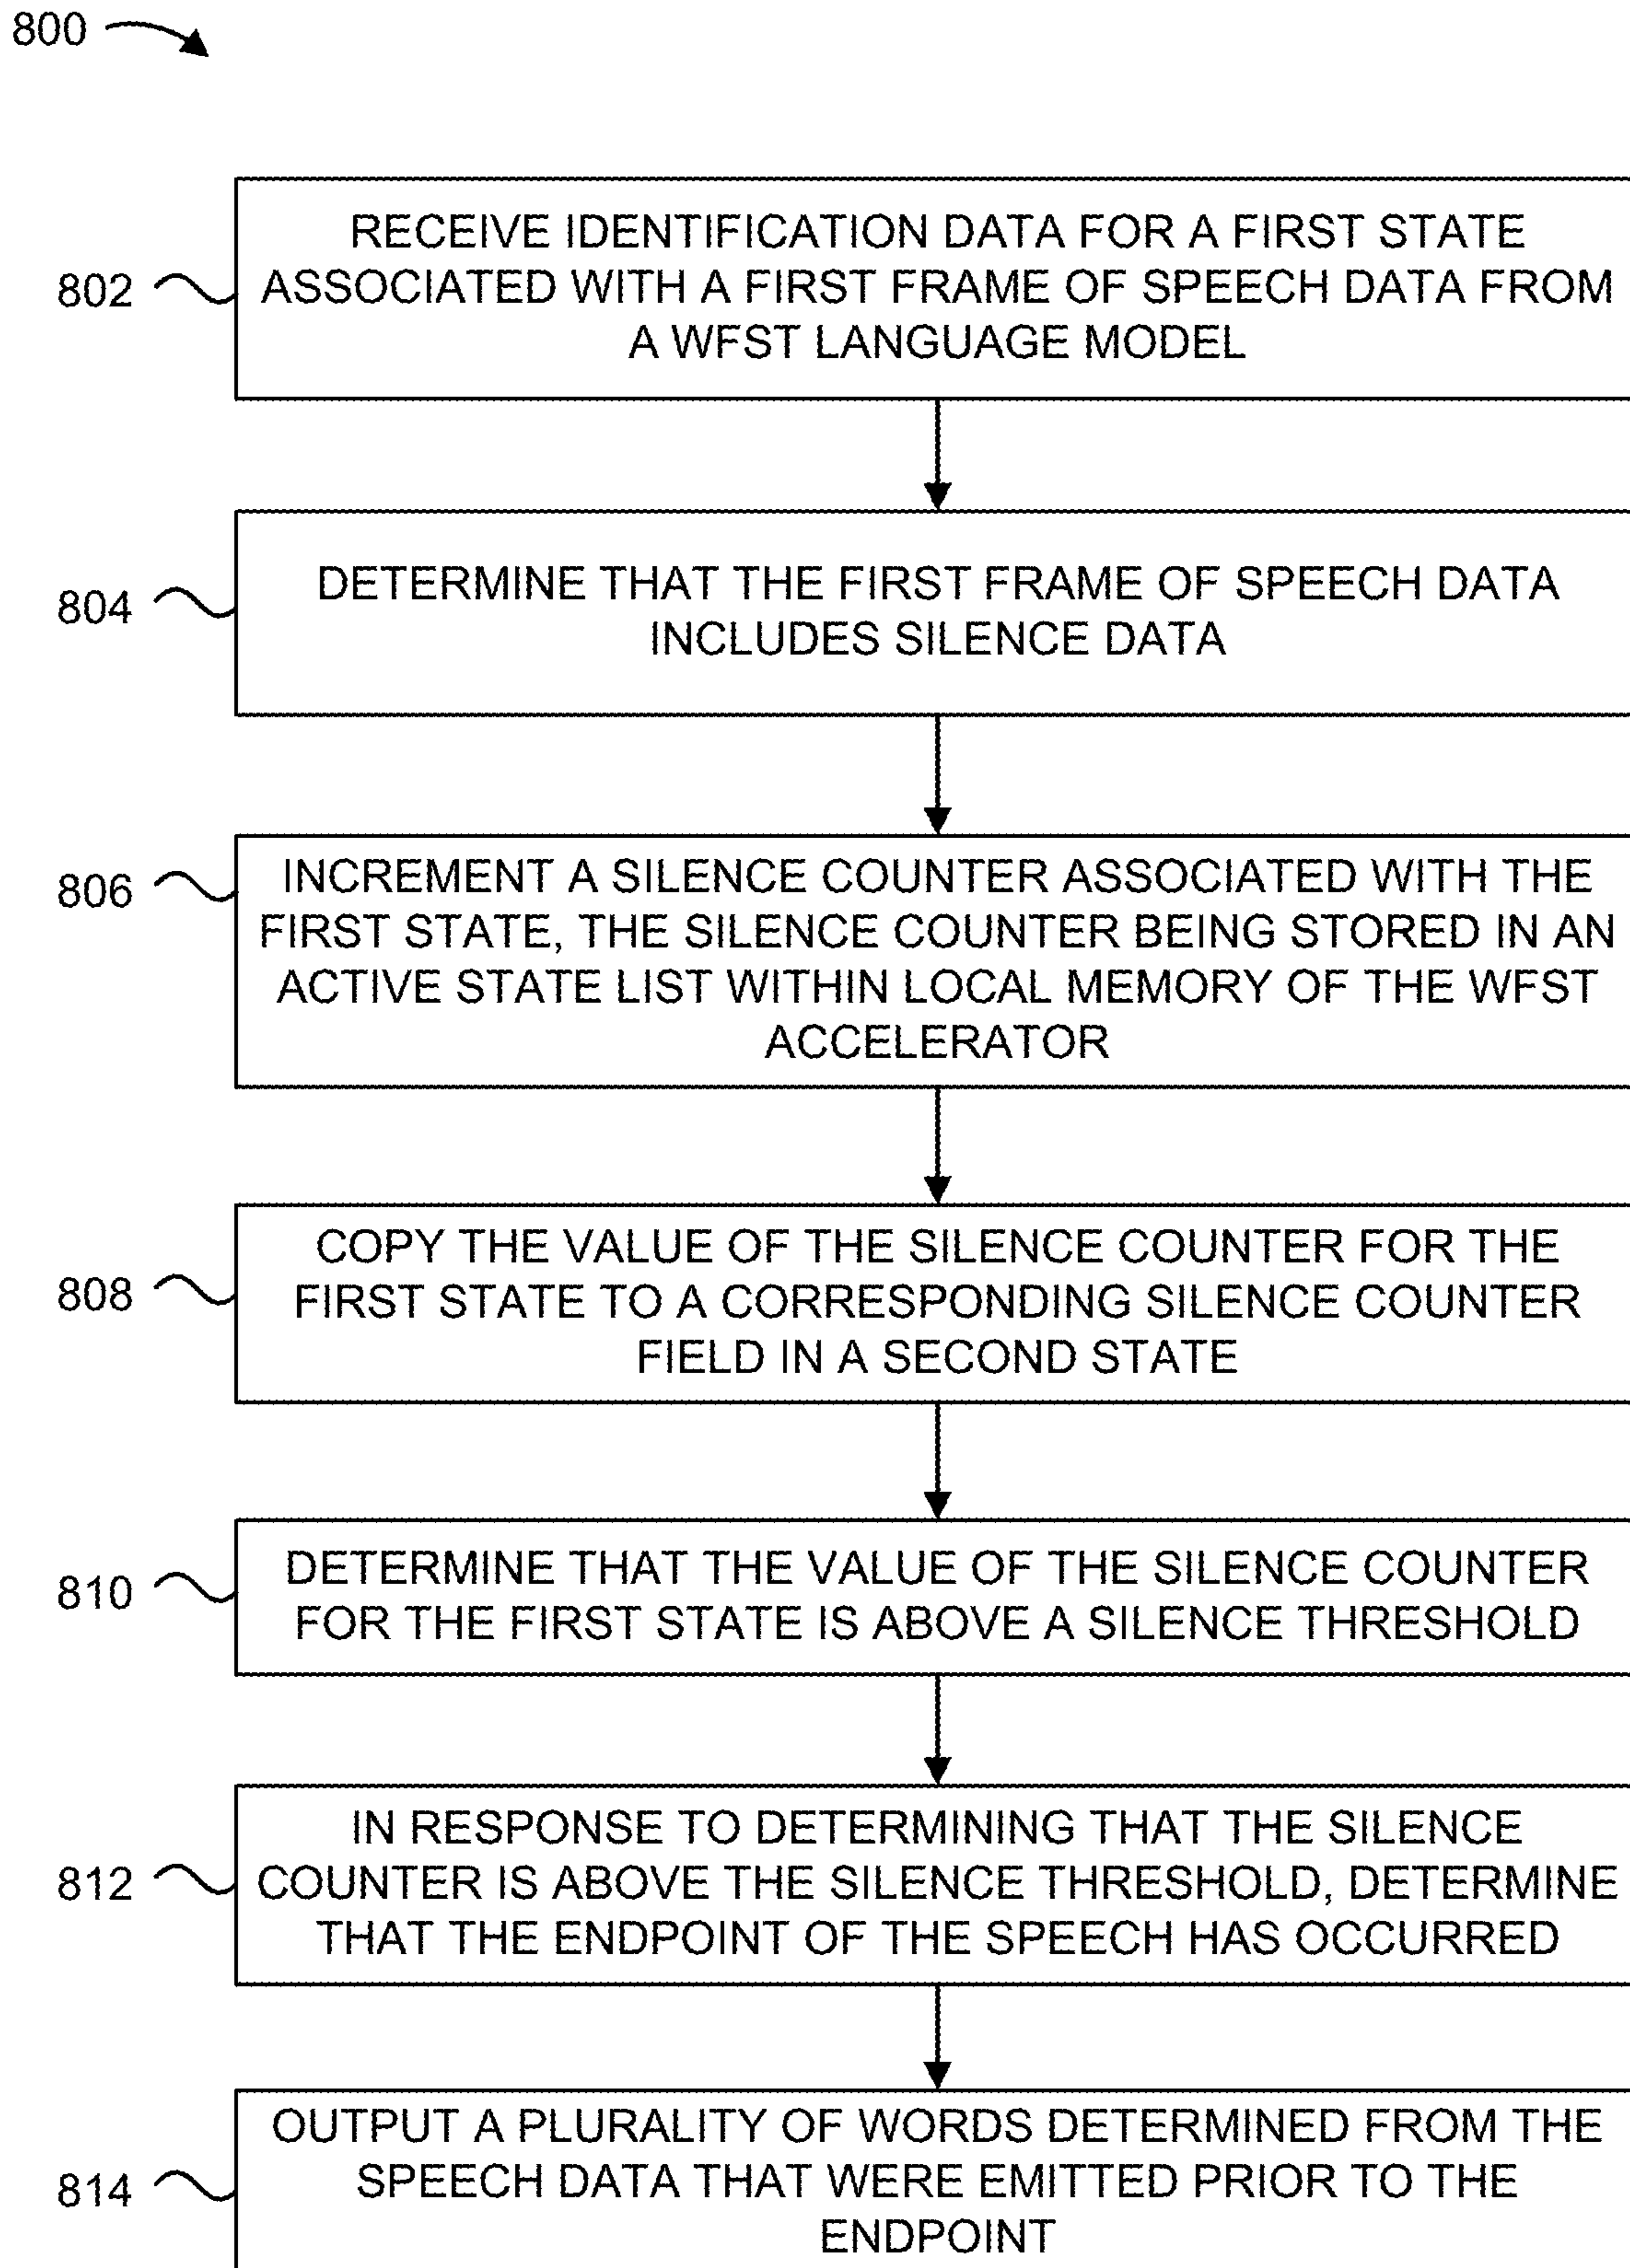 800
802
RECEIVE IDENTIFICATION DATA FOR A FIRST STATE
ASSOCIATED WITH A FIRST FRAME OF SPEECH DATA FROM
A WFST LANGUAGE MODEL
804
DETERMINE THAT THE FIRST FRAME OF SPEECH DATA
INCLUDES SILENCE DATA
806
INCREMENT A SILENCE COUNTER ASSOCIATED WITH THE
FIRST STATE, THE SILENCE COUNTER BEING STORED IN AN
ACTIVE STATE LIST WITHIN LOCAL MEMORY OF THE WFST
ACCELERATOR
808
COPY THE VALUE OF THE SILENCE COUNTER FOR THE
FIRST STATE TO A CORRESPONDING SILENCE COUNTER
FIELD IN A SECOND STATE
810
DETERMINE THAT THE VALUE OF THE SILENCE COUNTER
FOR THE FIRST STATE IS ABOVE A SILENCE THRESHOLD
812
IN RESPONSE TO DETERMINING THAT THE SILENCE
COUNTER IS ABOVE THE SILENCE THRESHOLD, DETERMINE
THAT THE ENDPOINT OF THE SPEECH HAS OCCURRED
814
OUTPUT A PLURALITY OF WORDS DETERMINED FROM THE
SPEECH DATA THAT WERE EMITTED PRIOR TO THE
ENDPOINT